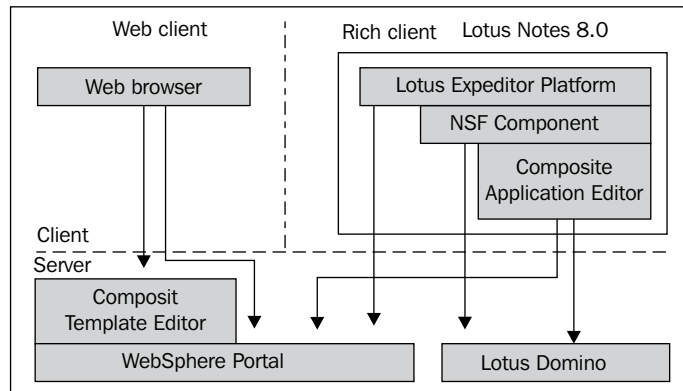 Web client
Rich client
Lotus Notes 8.0
Web browser
Lotus Expeditor Platform
NSF Component
Composite
Application Editor
Client
Server
Composit
Template Editor
WebSphere Portal
Lotus Domino